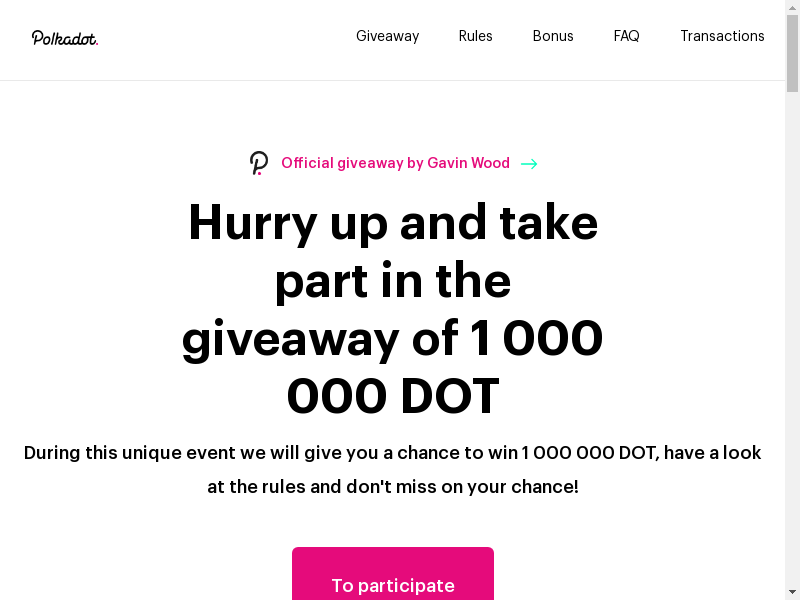 Polkadot.
Giveaway Rules Bonus FAQ Transactions
Official giveaway by Gavin Wood
Hurry up and take
part in the
giveaway of 1 000
000 DOT
During this unique event we will give you a chance to win 1 000 000 DOT, have a look
at the rules and don't miss on your chance!
To participate